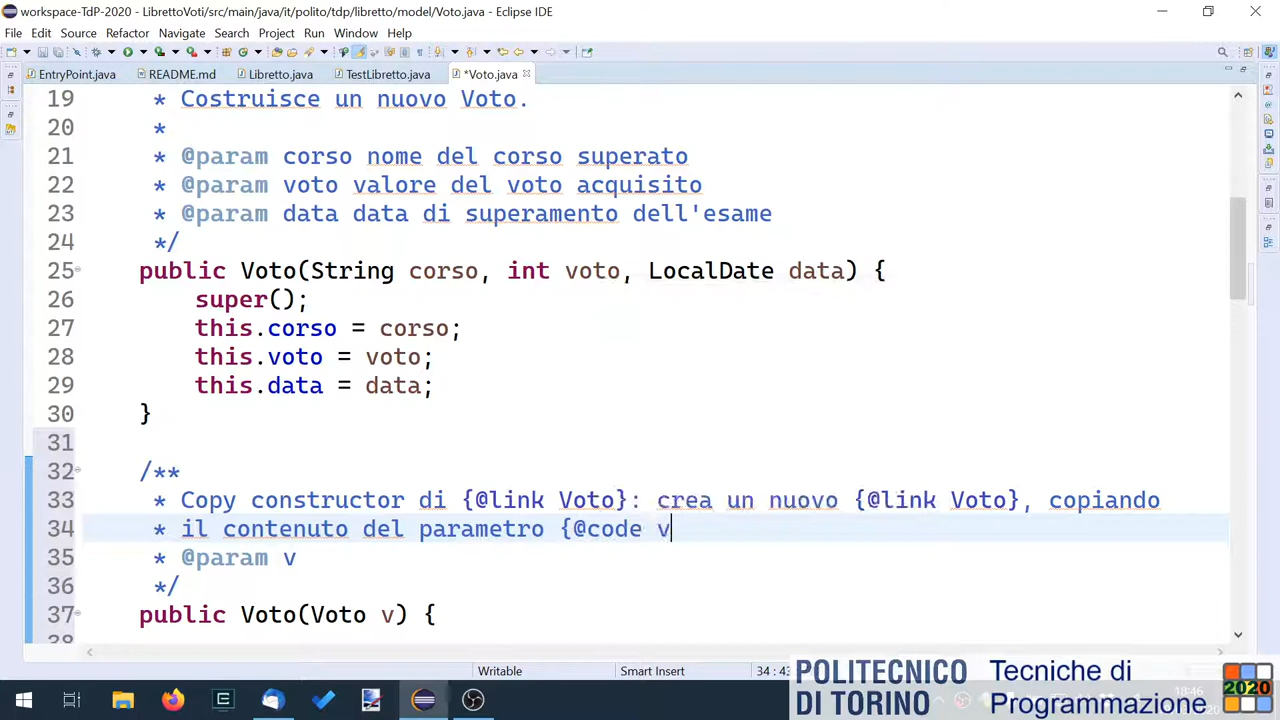 workspace-TdP-2020 - LibrettoVoti/src/main/java/it/polito/tdp/libretto/model/Voto.java - Eclipse IDE
File Edit Source Refactor Navigate Search Project Run Window Help
EntryPoint.java README.md Libretto.java TestLibretto.java *Voto.java
19 * Costruisce un nuovo Voto.
20 *
21 * @param corso nome del corso superato
22 * @param voto valore del voto acquisito
23 * @param data data di superamento dell'esame
24 */
25 public Voto(String corso, int voto, LocalDate data) {
26 super();
27 this.corso = corso;
28 this.voto = voto;
29 this.data = data;
30 }
31
32 /**
33 * Copy constructor di {@link Voto}: crea un nuovo {@link Voto}, copiando
34 * il contenuto del parametro {@code v
35 * @param v
36 */
37 public Voto(Voto v) {
38
Writable Smart Insert 34 : 43
POLITECNICO
DI TORINO
Tecniche di
Programmazione
2020
18:46